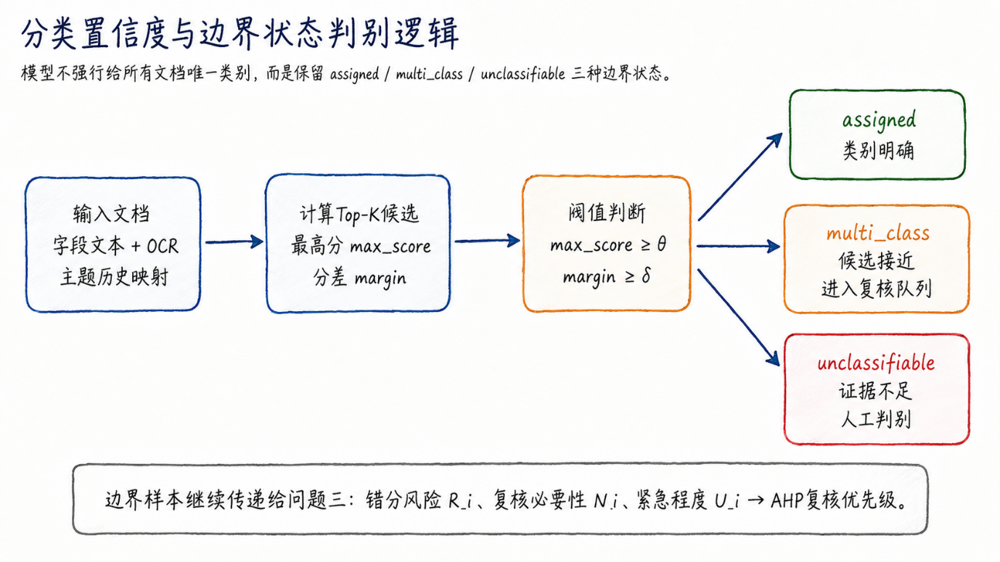 分类置信度与边界状态判别逻辑
模型不强行给所有文档唯一类别，而是保留 assigned / multi_class / unclassifiable 三种边界状态。
输入文档
字段文本 + OCR
主题历史映射
计算Top-K候选
最高分 max_score
分差 margin
阀值判断
max_score ≥ θ
margin ≥ δ
assigned
类别明确
multi_class
候选接近
进入复核队列
unclassifiable
证据不足
人工判别
边界样本继续传递给问题三：错分风险 R_i、复核必要性 N_i、紧急程度 U_i → AHP复核优先级。